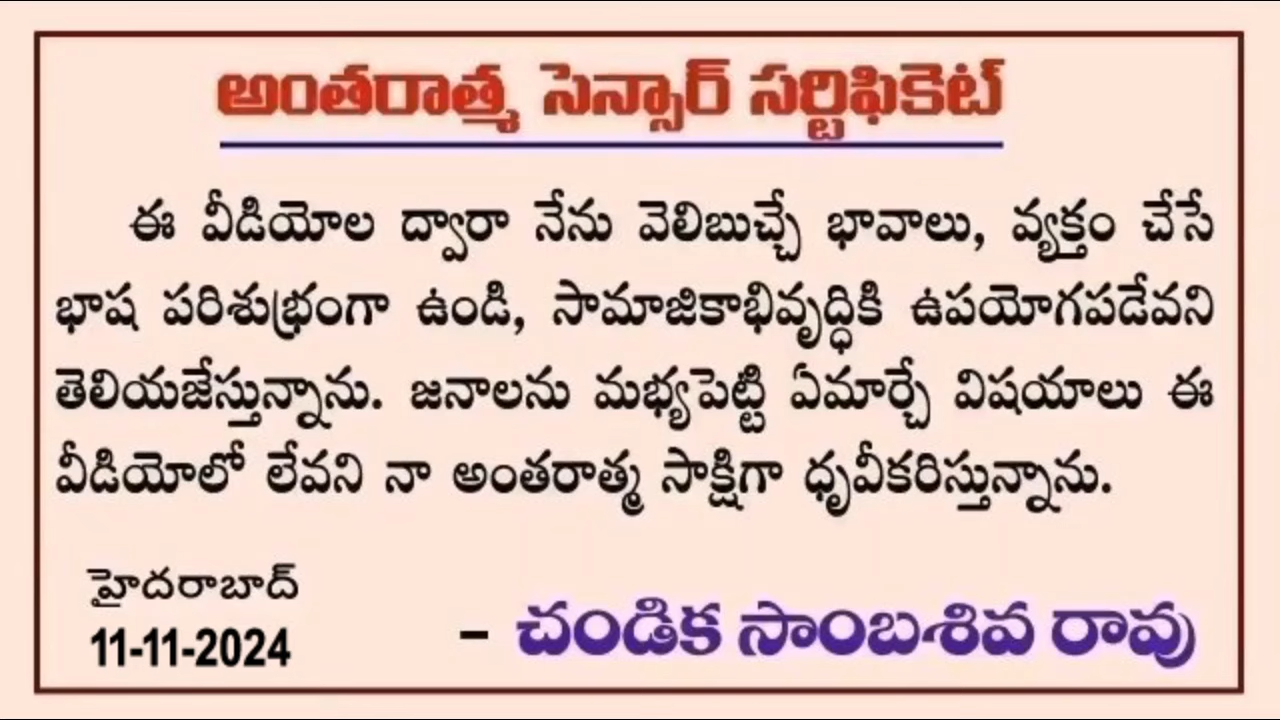 అంతరాత్మ సెన్సార్ సర్టిఫికెట్
ఈ వీడియోల ద్వారా నేను వెలిబుచ్చే భావాలు, వ్యక్తం చేసే
భాష పరిశుభ్రంగా ఉండి, సామాజికాభివృద్ధికి ఉపయోగపడేవని
తెలియజేస్తున్నాను. జనాలను మభ్యపెట్టి ఏమార్చే విషయాలు ఈ
వీడియోలో లేవని నా అంతరాత్మ సాక్షిగా ధృవీకరిస్తున్నాను.
హైదరాబాద్
11-11-2024
- చండిక సాంబశివ రావు